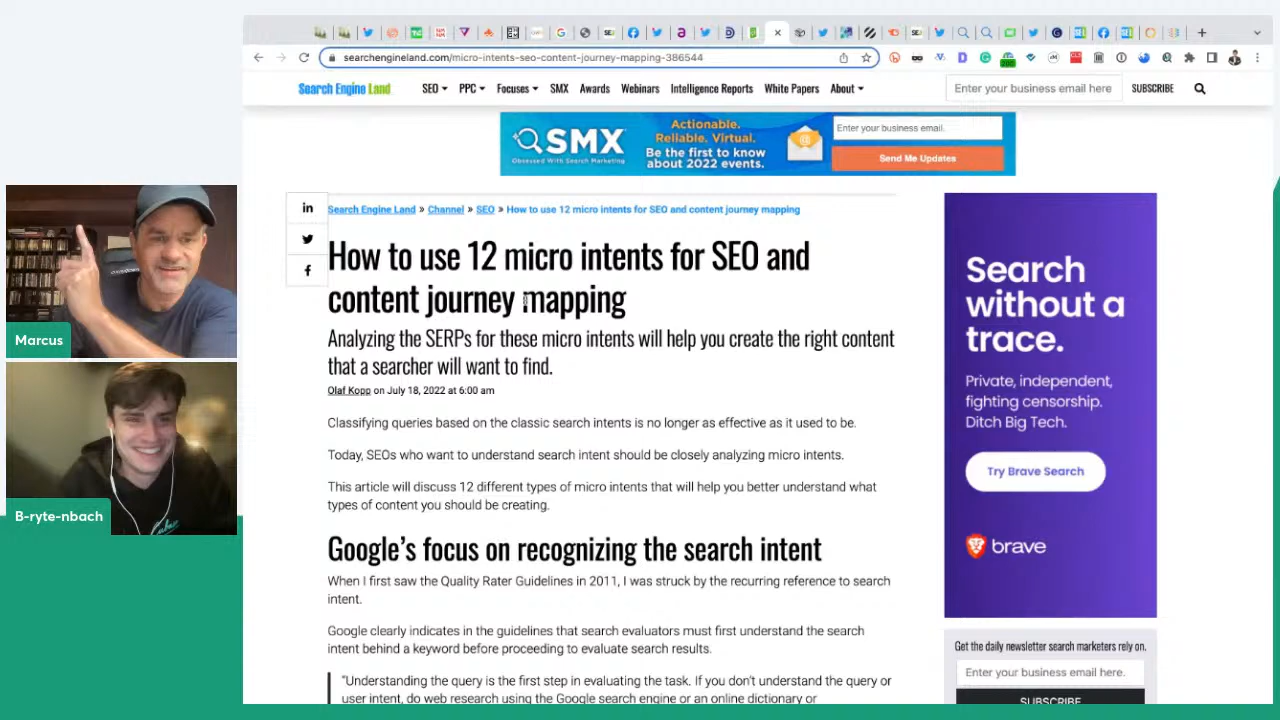 searchengineland.com/micro-intents-seo-content-journey-mapping-386544
Search Engine Land
SEO
PPC
Focuses
SMX
Awards
Webinars
Intelligence Reports
White Papers
About
Enter your business email here
SUBSCRIBE
SMX
OBSESSED WITH SEARCH MARKETING
Actionable.
Reliable. Virtual.
Be the first to know
about 2022 events.
Enter your business email.
Send Me Updates
in
Search Engine Land » Channel » SEO » How to use 12 micro intents for SEO and content journey mapping
How to use 12 micro intents for SEO and
content journey mapping
Analyzing the SERPs for these micro intents will help you create the right content
that a searcher will want to find.
Olaf Kopp on July 18, 2022 at 6:00 am
Classifying queries based on the classic search intents is no longer as effective as it used to be.
Today, SEOs who want to understand search intent should be closely analyzing micro intents.
This article will discuss 12 different types of micro intents that will help you better understand what
types of content you should be creating.
Google's focus on recognizing the search intent
When I first saw the Quality Rater Guidelines in 2011, I was struck by the recurring reference to search
intent.
Google clearly indicates in the guidelines that search evaluators must first understand the search
intent behind a keyword before proceeding to evaluate search results.
"Understanding the query is the first step in evaluating the task. If you don't understand the query or
user intent, do web research using the Google search engine or an online dictionary or
Search
without a
trace.
Private, independent,
fighting censorship.
Ditch Big Tech.
Try Brave Search
brave
Get the daily newsletter search marketers rely on.
Enter your business email here.
SUBSCRIBE
Marcus
B-ryte-nbach